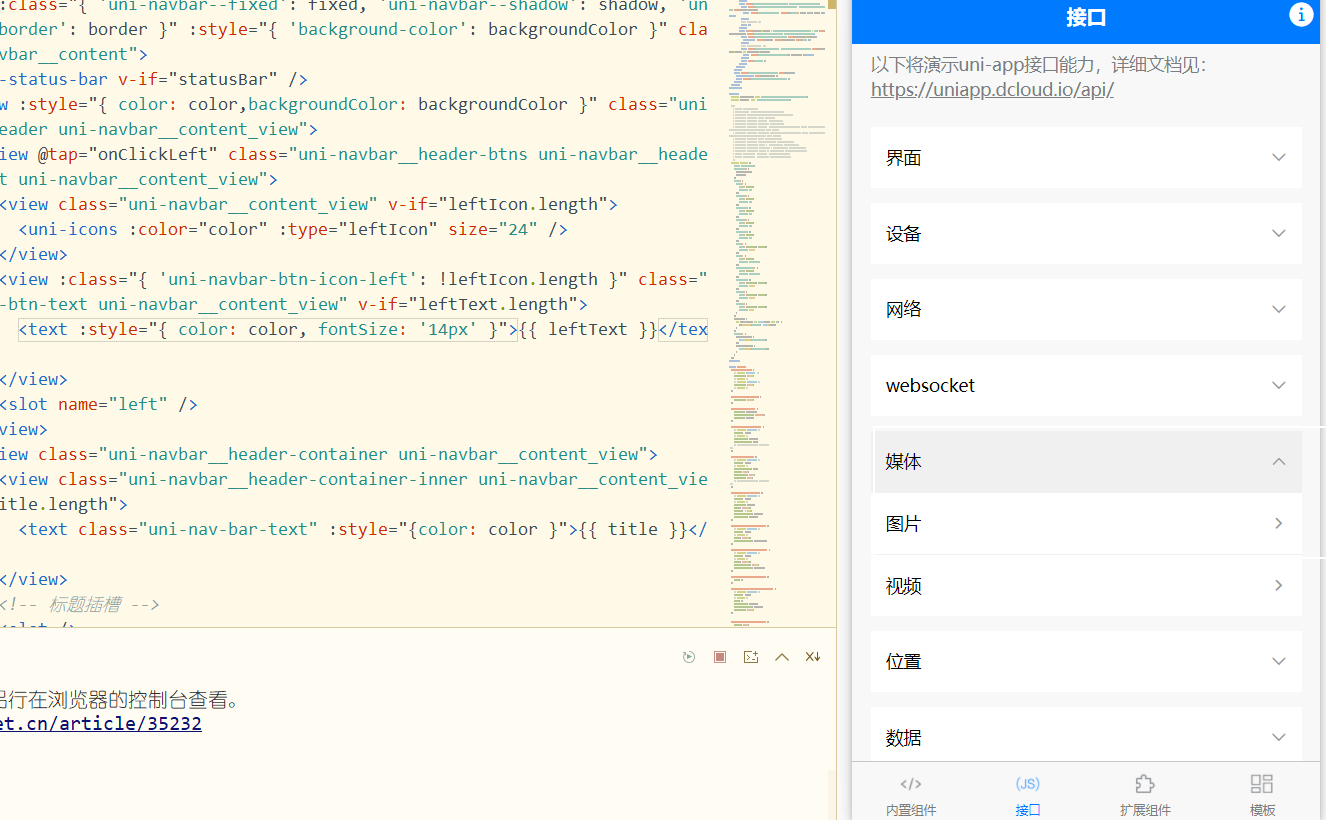 :class="{ 'uni-navbar--fixed': fixed, 'uni-navbar--shadow': shadow, 'un
border': border }" :style="{ 'background-color': backgroundColor }" cla
vbar__content">
-status-bar v-if="statusBar" />
w :style="{ color: color,backgroundColor: backgroundColor }" class="uni
eader uni-navbar__content_view">
iew @tap="onClickLeft" class="uni-navbar__header-btns uni-navbar__heade
t uni-navbar__content_view">
<view class="uni-navbar__content_view" v-if="leftIcon.length">
<uni-icons :color="color" :type="leftIcon" size="24" />
</view>
<view :class="{ 'uni-navbar-btn-icon-left': !leftIcon.length }" class="
-btn-text uni-navbar__content_view" v-if="leftText.length">
<text :style="{ color: color, fontSize: '14px' }">{{ leftText }}</tex
</view>
<slot name="left" />
view>
iew class="uni-navbar__header-container uni-navbar__content_view">
<view class="uni-navbar__header-container-inner uni-navbar__content_vie
itle.length">
<text class="uni-nav-bar-text" :style="{color: color }">{{ title }}</
</view>
<!-- 标题插槽 -->
<slot />
行在浏览器的控制台查看。
et.cn/article/35232
接口
以下将演示uni-app接口能力，详细文档见：
https://uniapp.dcloud.io/api/
界面
设备
网络
websocket
媒体
图片
视频
位置
数据
</> (JS)
内置组件 接口 扩展组件 模板